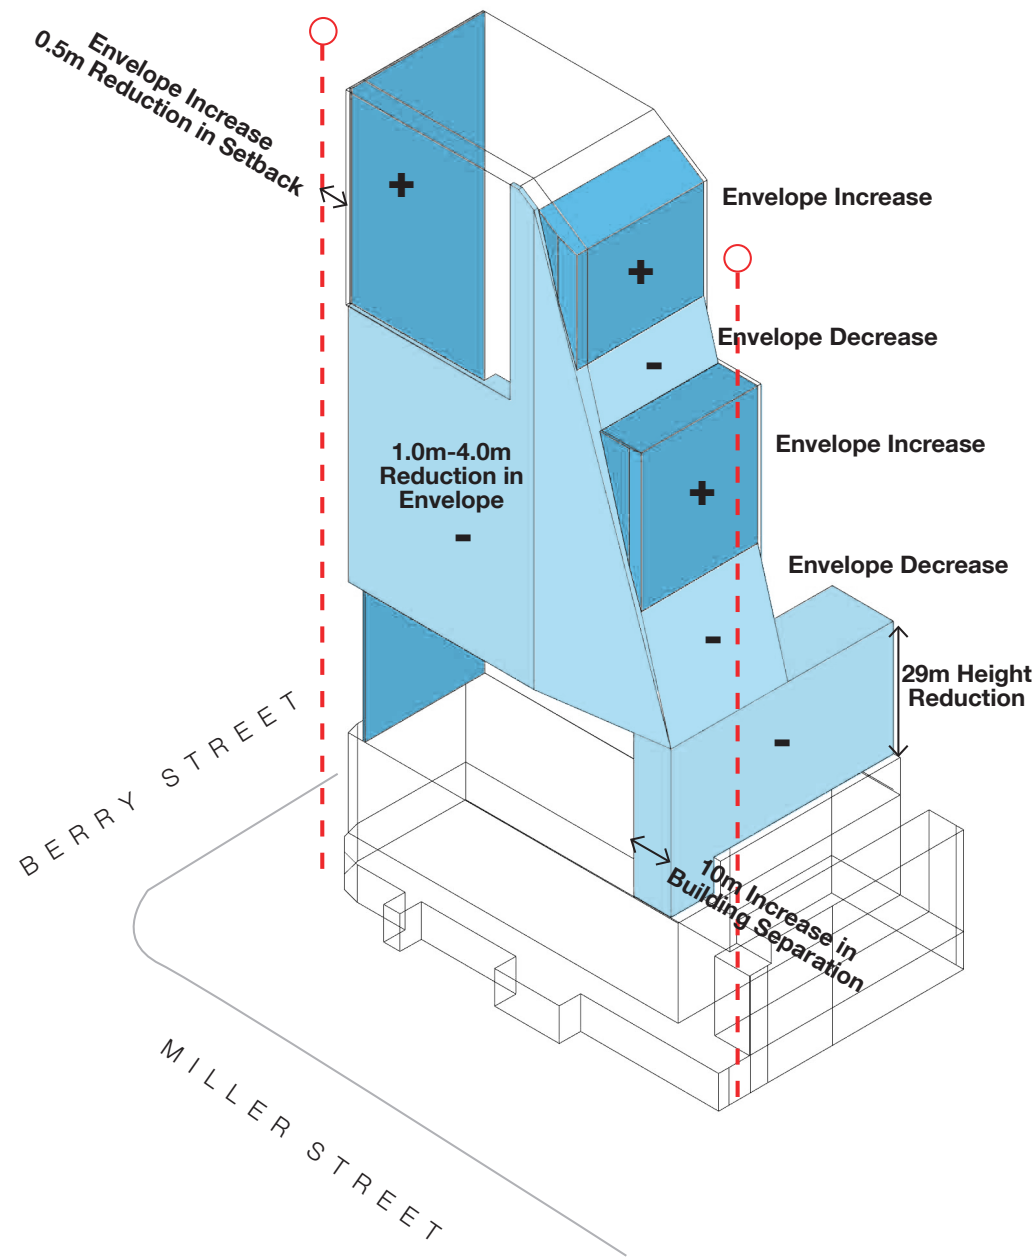 Envelope Increase
0.5m Reduction in Setback
+
Envelope Increase
+
Envelope Decrease
-
Envelope Increase
1.0m-4.0m
Reduction in
Envelope
-
+
Envelope Decrease
-
29m Height
Reduction
-
BERRY STREET
10m Increase in
Building Separation
MILLER STREET